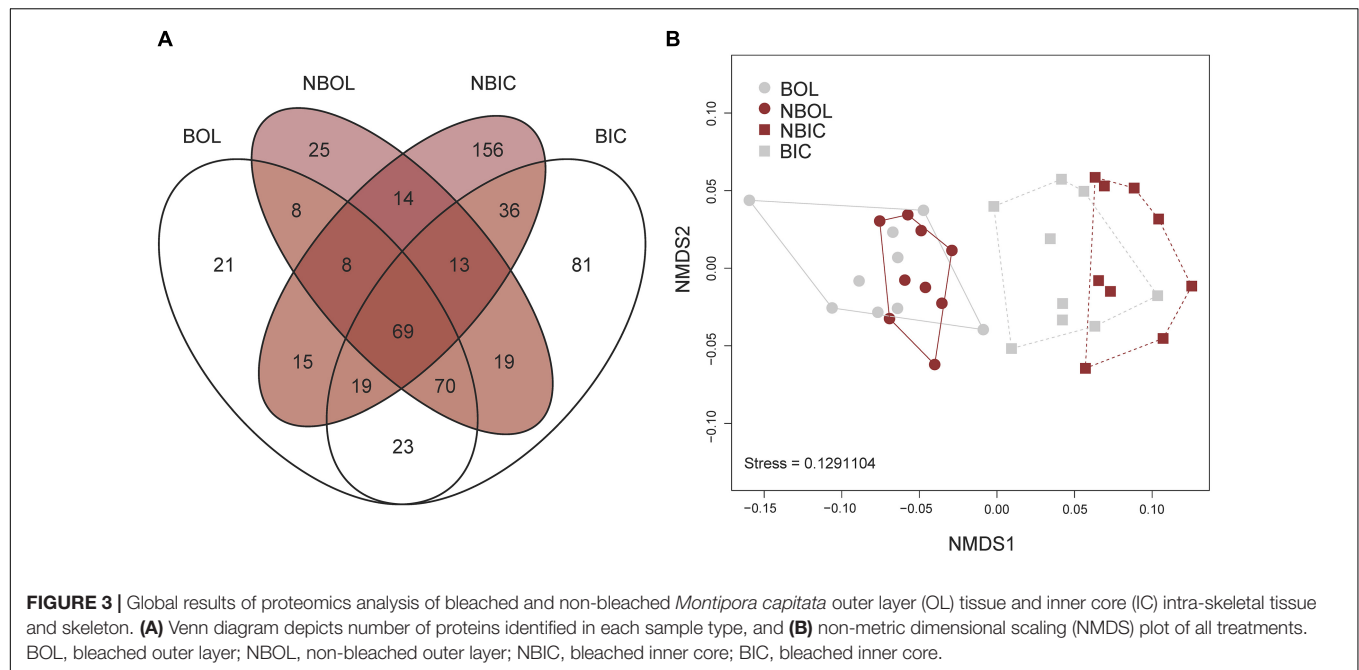 A
B
NBOL
NBIC
BOL
BIC
25
156
8
14
36
21
8
13
81
69
15
19
19
70
23
BOL
NBOL
NBIC
BIC
NMDS2
0.10
0.05
0.00
−0.05
−0.10
Stress = 0.1291104
−0.15
−0.10
−0.05
0.00
0.05
0.10
NMDS1
FIGURE 3 | Global results of proteomics analysis of bleached and non-bleached Montipora capitata outer layer (OL) tissue and inner core (IC) intra-skeletal tissue
and skeleton. (A) Venn diagram depicts number of proteins identified in each sample type, and (B) non-metric dimensional scaling (NMDS) plot of all treatments.
BOL, bleached outer layer; NBOL, non-bleached outer layer; NBIC, bleached inner core; BIC, bleached inner core.